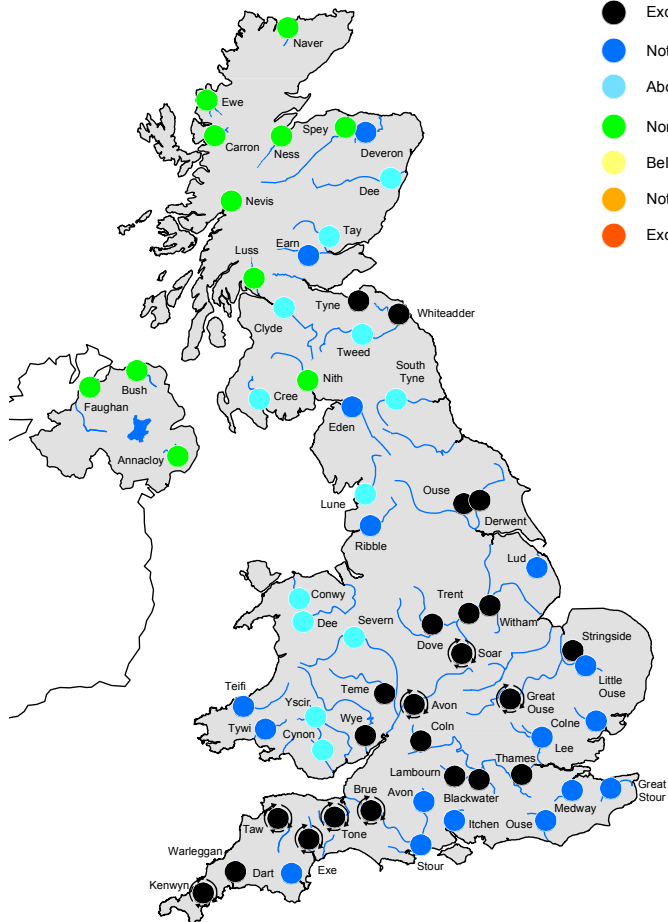 Exc
Naver
Not
Ewe
Abo
Spey
Nor
Carron
Ness
Deveron
Bel
Dee
Nevis
Not
Tay
Earn
Exc
Luss
Tyne
Whiteadder
Clyde
Tweed
South
Tyne
Bush
Nith
Faughan
Cree
Eden
Annacloy
Ouse
Lune
Derwent
Ribble
Lud
Conwy
Trent
Dee
Severn
Witham
Dove
Stringside
Soar
Little
Ouse
Teifi
Teme
Yscir
Avon
Great
Ouse
Colne
Tywi
Wye
Cynon
Coln
Lee
Thames
Lambourn
Great
Stour
Brue
Avon
Blackwater
Medway
Taw
Tone
Itchen
Ouse
Warleggan
Stour
Exe
Dart
Kenwyn